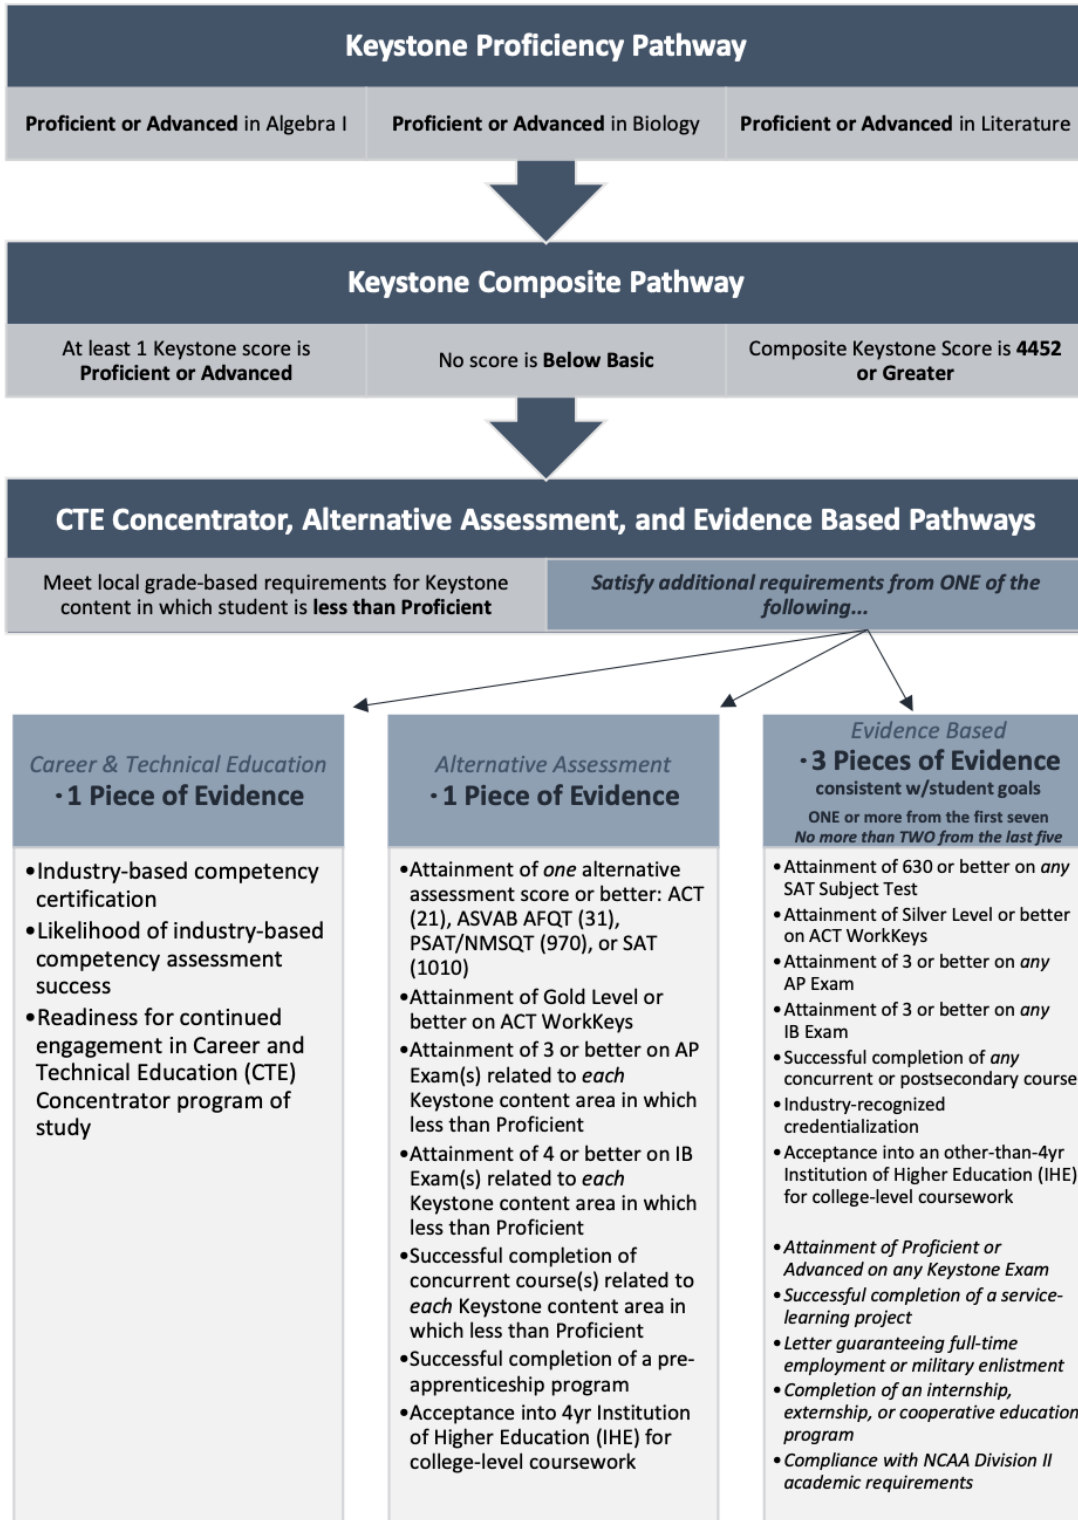 Keystone Proficiency Pathway
Proficient or Advanced in Algebra I
Proficient or Advanced in Biology
Proficient or Advanced in Literature
Keystone Composite Pathway
At least 1 Keystone score is
Proficient or Advanced
No score is Below Basic
Composite Keystone Score is 4452
or Greater
CTE Concentrator, Alternative Assessment, and Evidence Based Pathways
Meet local grade-based requirements for Keystone
content in which student is less than Proficient
Satisfy additional requirements from ONE of the
following...
Career & Technical Education
· 1 Piece of Evidence
•Industry-based competency
certification
•Likelihood of industry-based
competency assessment
success
•Readiness for continued
engagement in Career and
Technical Education (CTE)
Concentrator program of
study
Alternative Assessment
· 1 Piece of Evidence
•Attainment of one alternative
assessment score or better: ACT
(21), ASVAB AFQT (31),
PSAT/NMSQT (970), or SAT
(1010)
•Attainment of Gold Level or
better on ACT WorkKeys
•Attainment of 3 or better on AP
Exam(s) related to each
Keystone content area in which
less than Proficient
•Attainment of 4 or better on IB
Exam(s) related to each
Keystone content area in which
less than Proficient
•Successful completion of
concurrent course(s) related to
each Keystone content area in
which less than Proficient
•Successful completion of a pre-
apprenticeship program
•Acceptance into 4yr Institution
of Higher Education (IHE) for
college-level coursework
Evidence Based
· 3 Pieces of Evidence
consistent w/student goals
ONE or more from the first seven
No more than TWO from the last five
•Attainment of 630 or better on any
SAT Subject Test
•Attainment of Silver Level or better
on ACT WorkKeys
•Attainment of 3 or better on any
AP Exam
•Attainment of 3 or better on any
IB Exam
•Successful completion of any
concurrent or postsecondary course
•Industry-recognized
credentialization
•Acceptance into an other-than-4yr
Institution of Higher Education (IHE)
for college-level coursework
•Attainment of Proficient or
Advanced on any Keystone Exam
•Successful completion of a service-
learning project
•Letter guaranteeing full-time
employment or military enlistment
•Completion of an internship,
externship, or cooperative education
program
•Compliance with NCAA Division II
academic requirements